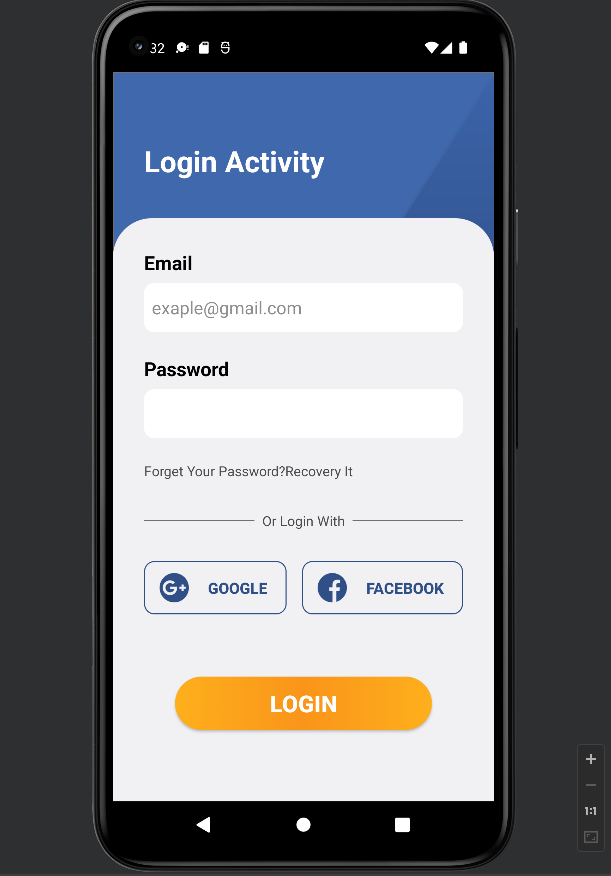 32
Login Activity
Email
exaple@gmail.com
Password
Forget Your Password?Recovery It
Or Login With
G+ GOOGLE
f FACEBOOK
LOGIN
1:1